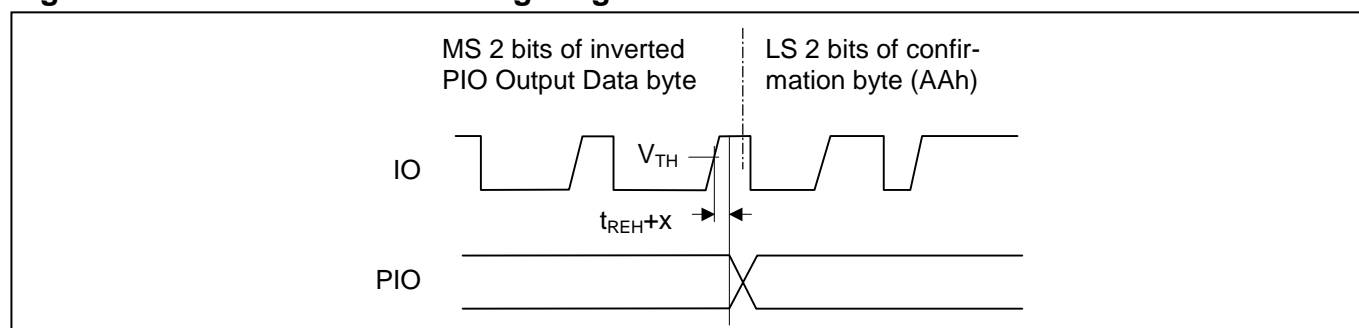 MS 2 bits of inverted
PIO Output Data byte
LS 2 bits of confir-
mation byte (AAh)
IO
VTH
tREH+x
PIO